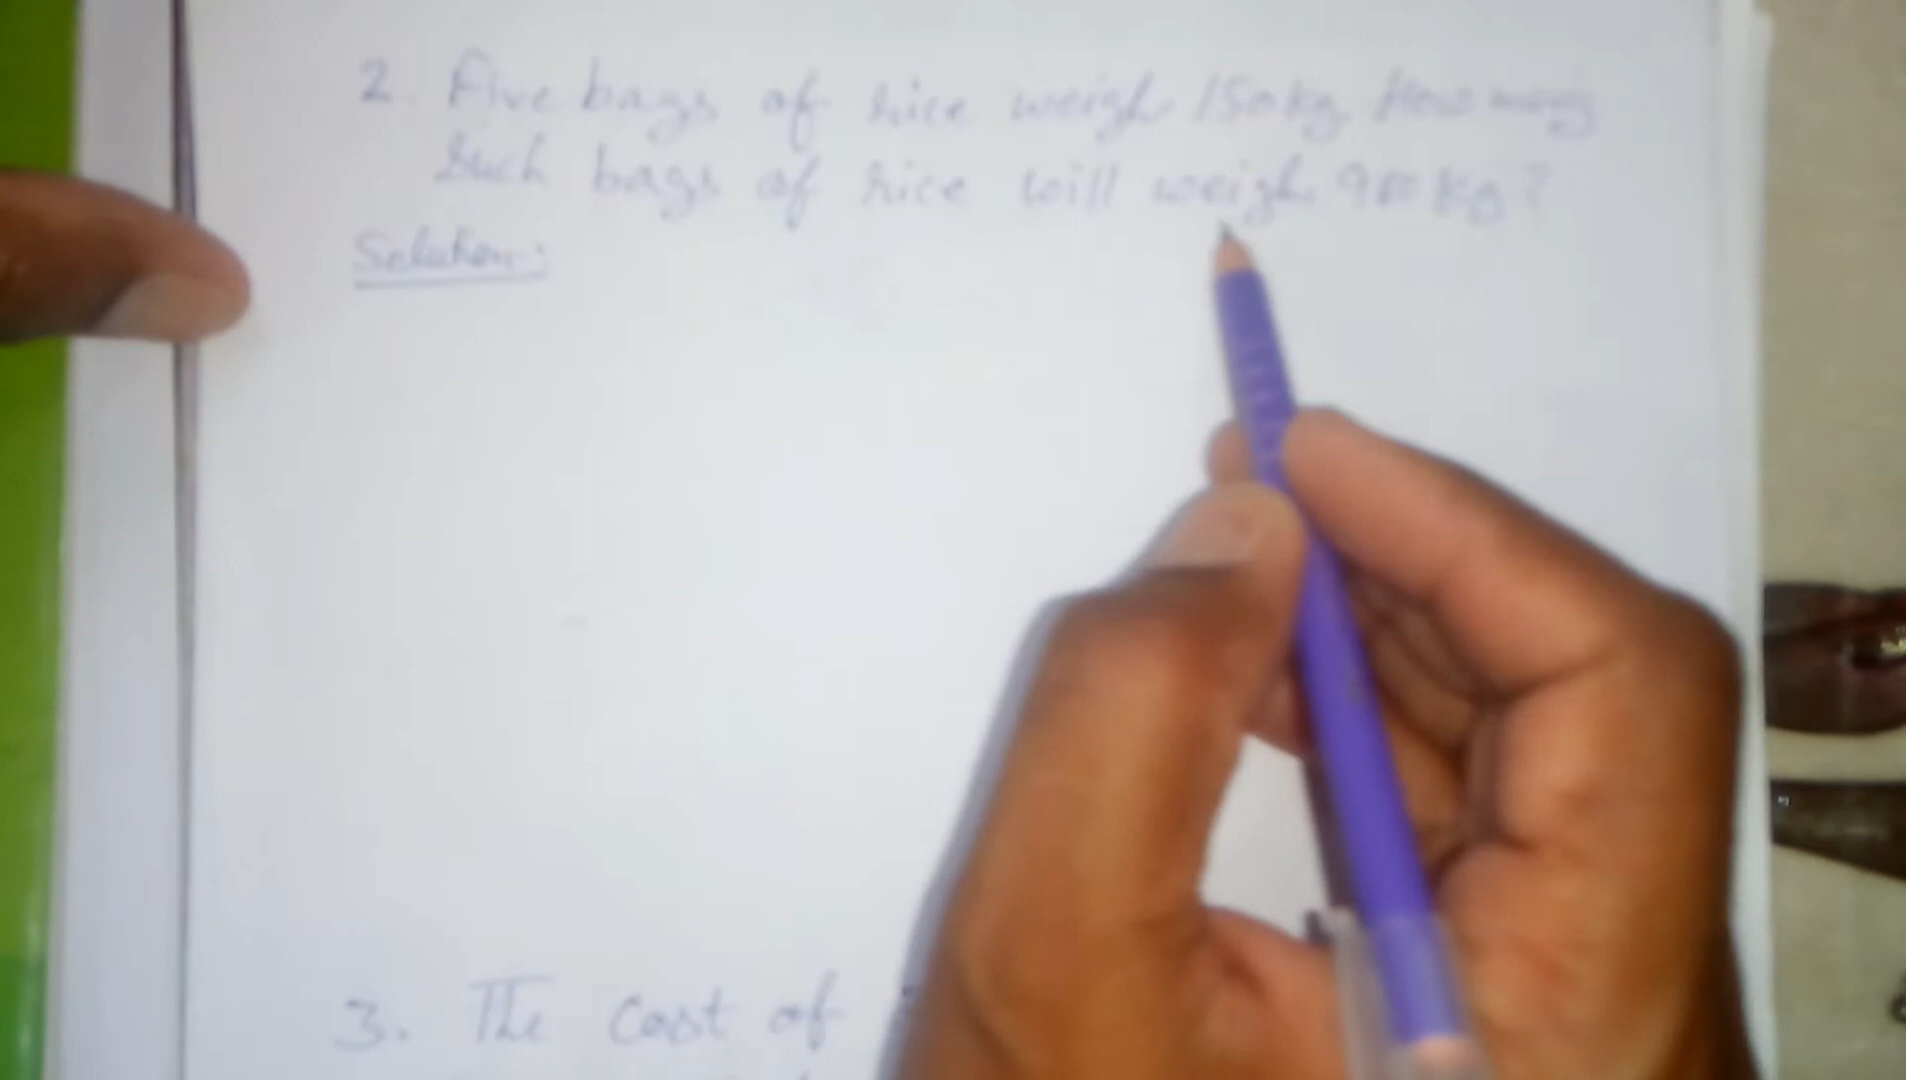 2. Five bags of rice weigh 150kg. How many
such bags of rice will weigh 900kg?
Solution:
3. The cost of